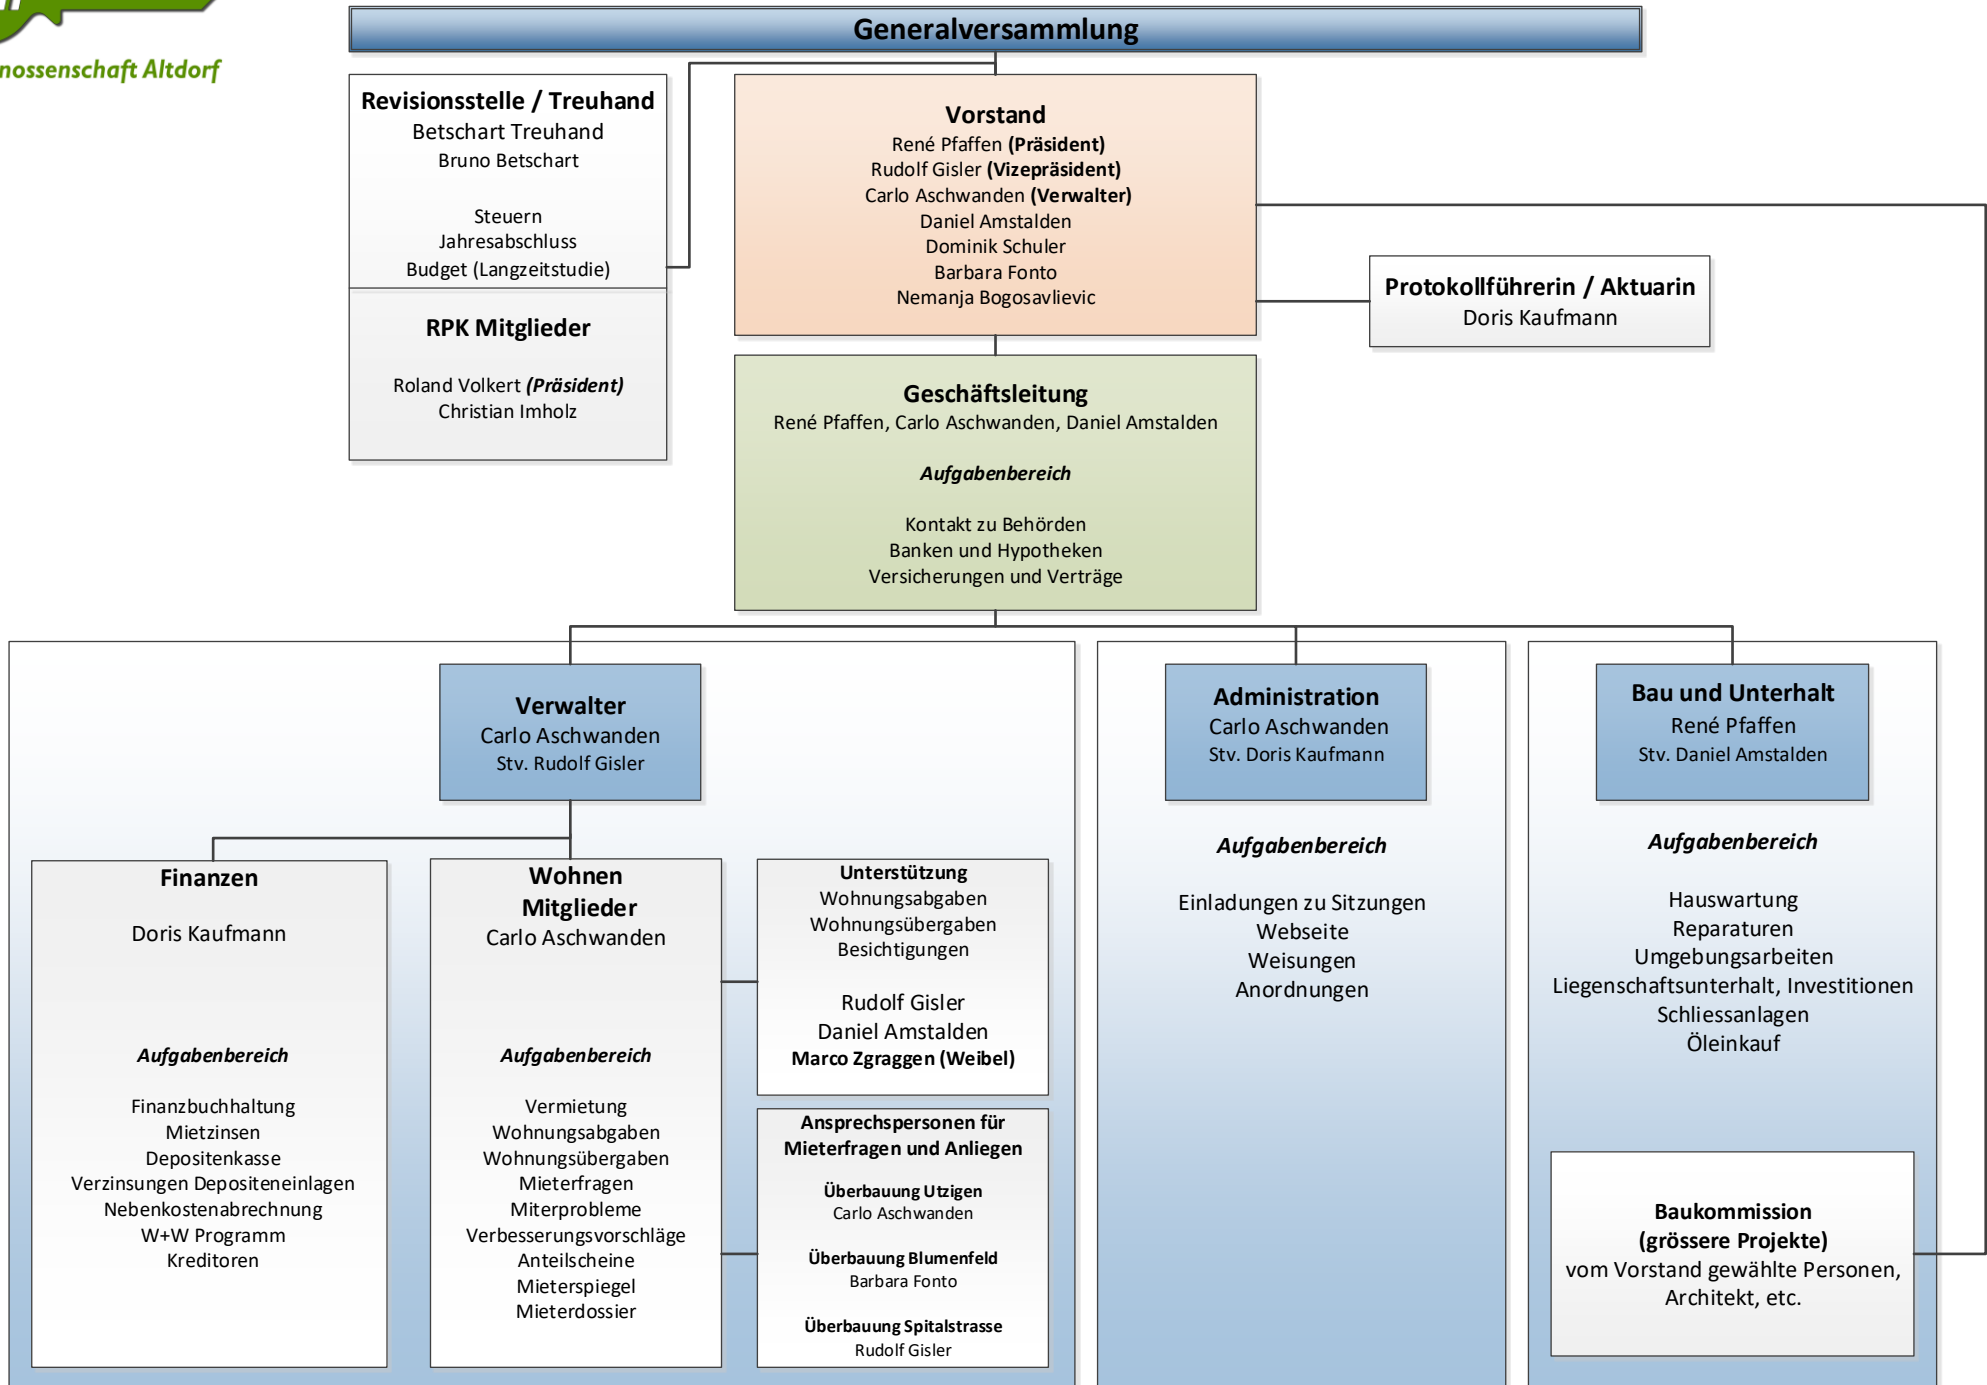 Generalversammlung
nossenschaft Altdorf
Revisionsstelle / Treuhand
Betschart Treuhand
Bruno Betschart
Steuern
Jahresabschluss
Budget (Langzeitstudie)
RPK Mitglieder
Roland Volkert (Präsident)
Christian Imholz
Vorstand
René Pfaffen (Präsident)
Rudolf Gisler (Vizepräsident)
Carlo Aschwanden (Verwalter)
Daniel Amstalden
Dominik Schuler
Barbara Fonto
Nemanja Bogosavlievic
Protokollführerin / Aktuarin
Doris Kaufmann
Geschäftsleitung
René Pfaffen, Carlo Aschwanden, Daniel Amstalden
Aufgabenbereich
Kontakt zu Behörden
Banken und Hypotheken
Versicherungen und Verträge
Verwalter
Carlo Aschwanden
Stv. Rudolf Gisler
Finanzen
Doris Kaufmann
Aufgabenbereich
Finanzbuchhaltung
Mietzinsen
Depositenkasse
Verzinsungen Depositeneinlagen
Nebenkostenabrechnung
W+W Programm
Kreditoren
Wohnen
Mitglieder
Carlo Aschwanden
Aufgabenbereich
Vermietung
Wohnungsabgaben
Wohnungsübergaben
Mieterfragen
Miterprobleme
Verbesserungsvorschläge
Anteilscheine
Mieterspiegel
Mieterdossier
Unterstützung
Wohnungsabgaben
Wohnungsübergaben
Besichtigungen
Rudolf Gisler
Daniel Amstalden
Marco Zgraggen (Weibel)
Ansprechspersonen für
Mieterfragen und Anliegen
Überbauung Utzigen
Carlo Aschwanden
Überbauung Blumenfeld
Barbara Fonto
Überbauung Spitalstrasse
Rudolf Gisler
Administration
Carlo Aschwanden
Stv. Doris Kaufmann
Aufgabenbereich
Einladungen zu Sitzungen
Webseite
Weisungen
Anordnungen
Bau und Unterhalt
René Pfaffen
Stv. Daniel Amstalden
Aufgabenbereich
Hauswartung
Reparaturen
Umgebungsarbeiten
Liegenschaftsunterhalt, Investitionen
Schliessanlagen
Öleinkauf
Baukommission
(grössere Projekte)
vom Vorstand gewählte Personen,
Architekt, etc.